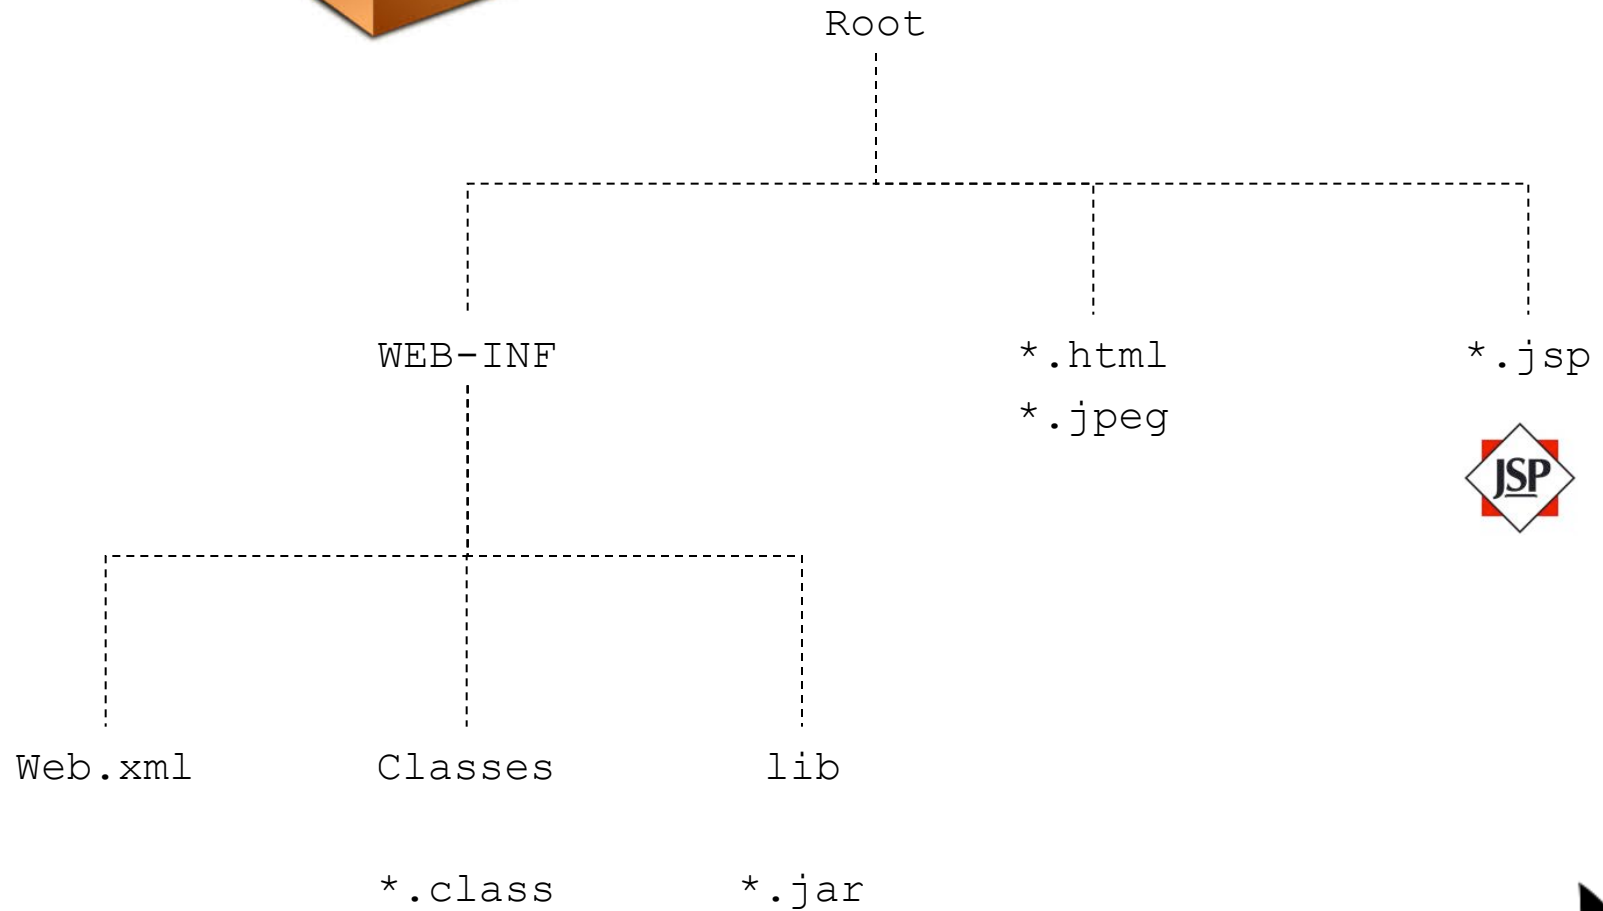 Root
WEB-INF
*.html
*.jsp
*.jpeg
JSP
Web.xml
Classes
lib
*.class
*.jar